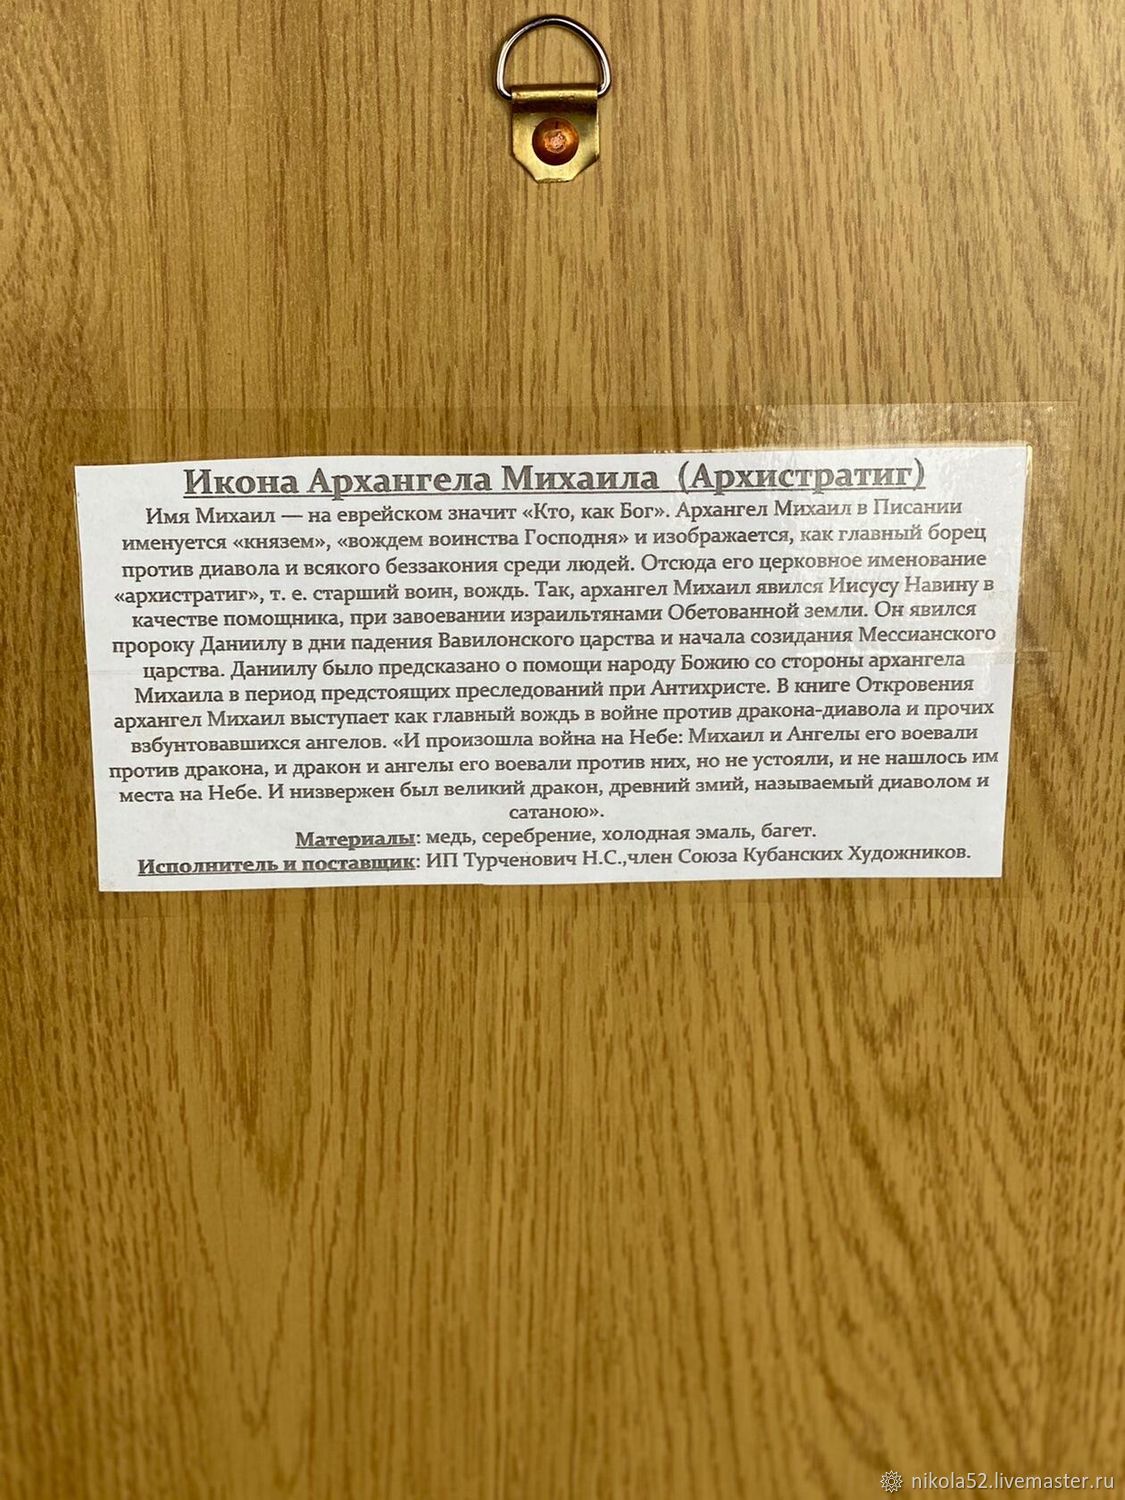 Икона Архангела Михаила (Архистратиг)
Имя Михаил — на еврейском значит «Кто, как Бог». Архангел Михаил в Писании
именуется «князем», «вождем воинства Господня» и изображается, как главный борец
против диавола и всякого беззакония среди людей. Отсюда его церковное именование
«архистратиг», т. е. старший воин, вождь. Так, архангел Михаил явился Иисусу Навину в
качестве помощника, при завоевании израильтянами Обетованной земли. Он явился
пророку Даниилу в дни падения Вавилонского царства и начала созидания Мессианского
царства. Даниилу было предсказано о помощи народу Божию со стороны архангела
Михаила в период предстоящих преследований при Антихристе. В книге Откровения
архангел Михаил выступает как главный вождь в войне против дракона-диавола и прочих
взбунтовавшихся ангелов. «И произошла война на Небе: Михаил и Ангелы его воевали
против дракона, и дракон и ангелы его воевали против них, но не устояли, и не нашлось им
места на Небе. И низвержен был великий дракон, древний змий, называемый диаволом и
сатаною».
Материалы: медь, серебрение, холодная эмаль, багет.
Исполнитель и поставщик: ИП Турченович Н.С.,член Союза Кубанских Художников.
nikola52.livemaster.ru